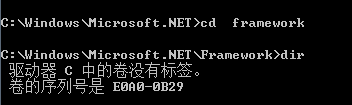 C:\Windows\Microsoft.NET>cd  framework
C:\Windows\Microsoft.NET\Framework>dir
驱动器 C 中的卷没有标签。
卷的序列号是 E0A0-0B29